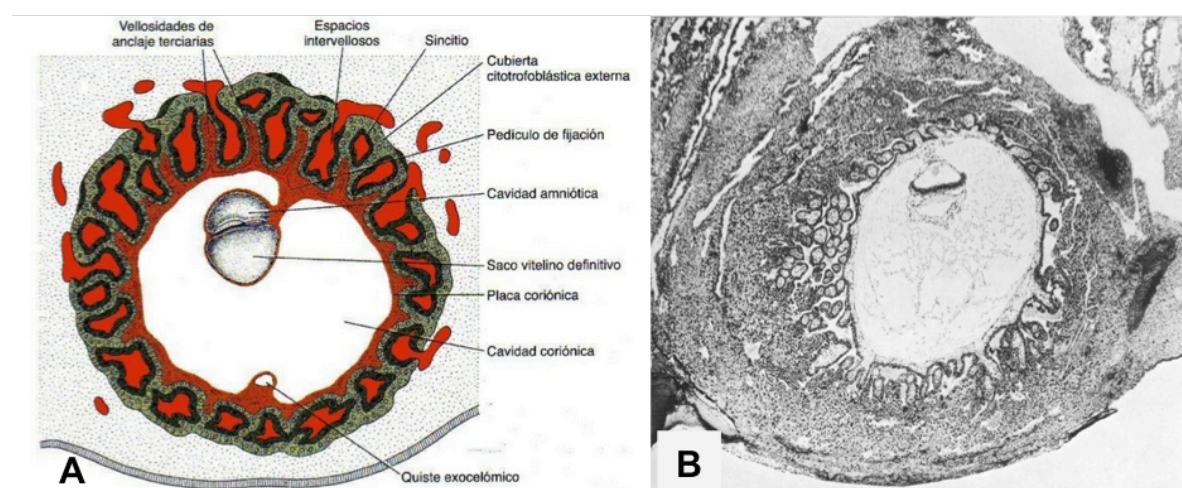 Vellosidades de
anclaje terciarias
Espacios
intervellosos
Sincitio
Cubierta
citotrofoblástica externa
Pedículo de fijación
Cavidad amniótica
Saco vitelino definitivo
Placa coriónica
Cavidad coriónica
Quiste exocelómico
A
B